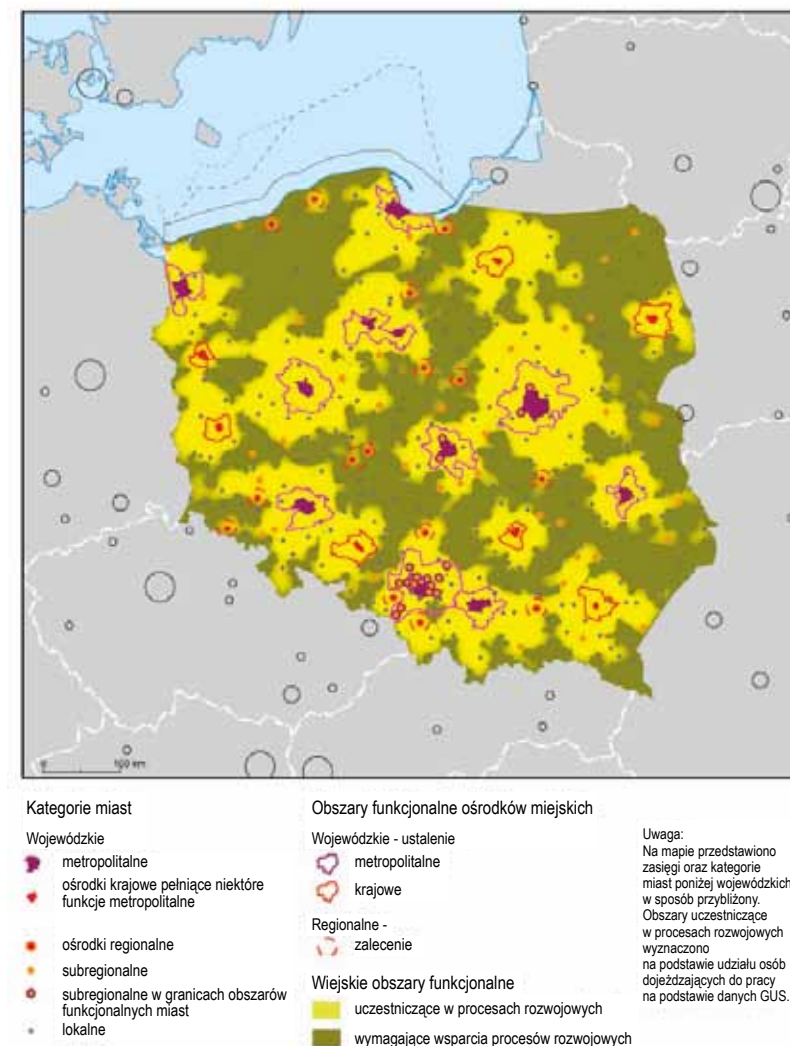 0 100 km
Kategorie miast
Wojewódzkie
metropolitalne
ośrodki krajowe pełniące niektóre
funkcje metropolitalne
ośrodki regionalne
subregionalne
subregionalne w granicach obszarów
funkcjonalnych miast
lokalne
Obszary funkcjonalne ośrodków miejskich
Wojewódzkie - ustalenie
metropolitalne
krajowe
Regionalne -
zalecenie
Wiejskie obszary funkcjonalne
uczestniczące w procesach rozwojowych
wymagające wsparcia procesów rozwojowych
Uwaga:
Na mapie przedstawiono
zasięgi oraz kategorie
miast poniżej wojewódzkich
w sposób przybliżony.
Obszary uczestniczące
w procesach rozwojowych
wyznaczono
na podstawie udziału osób
dojeżdzających do pracy
na podstawie danych GUS.